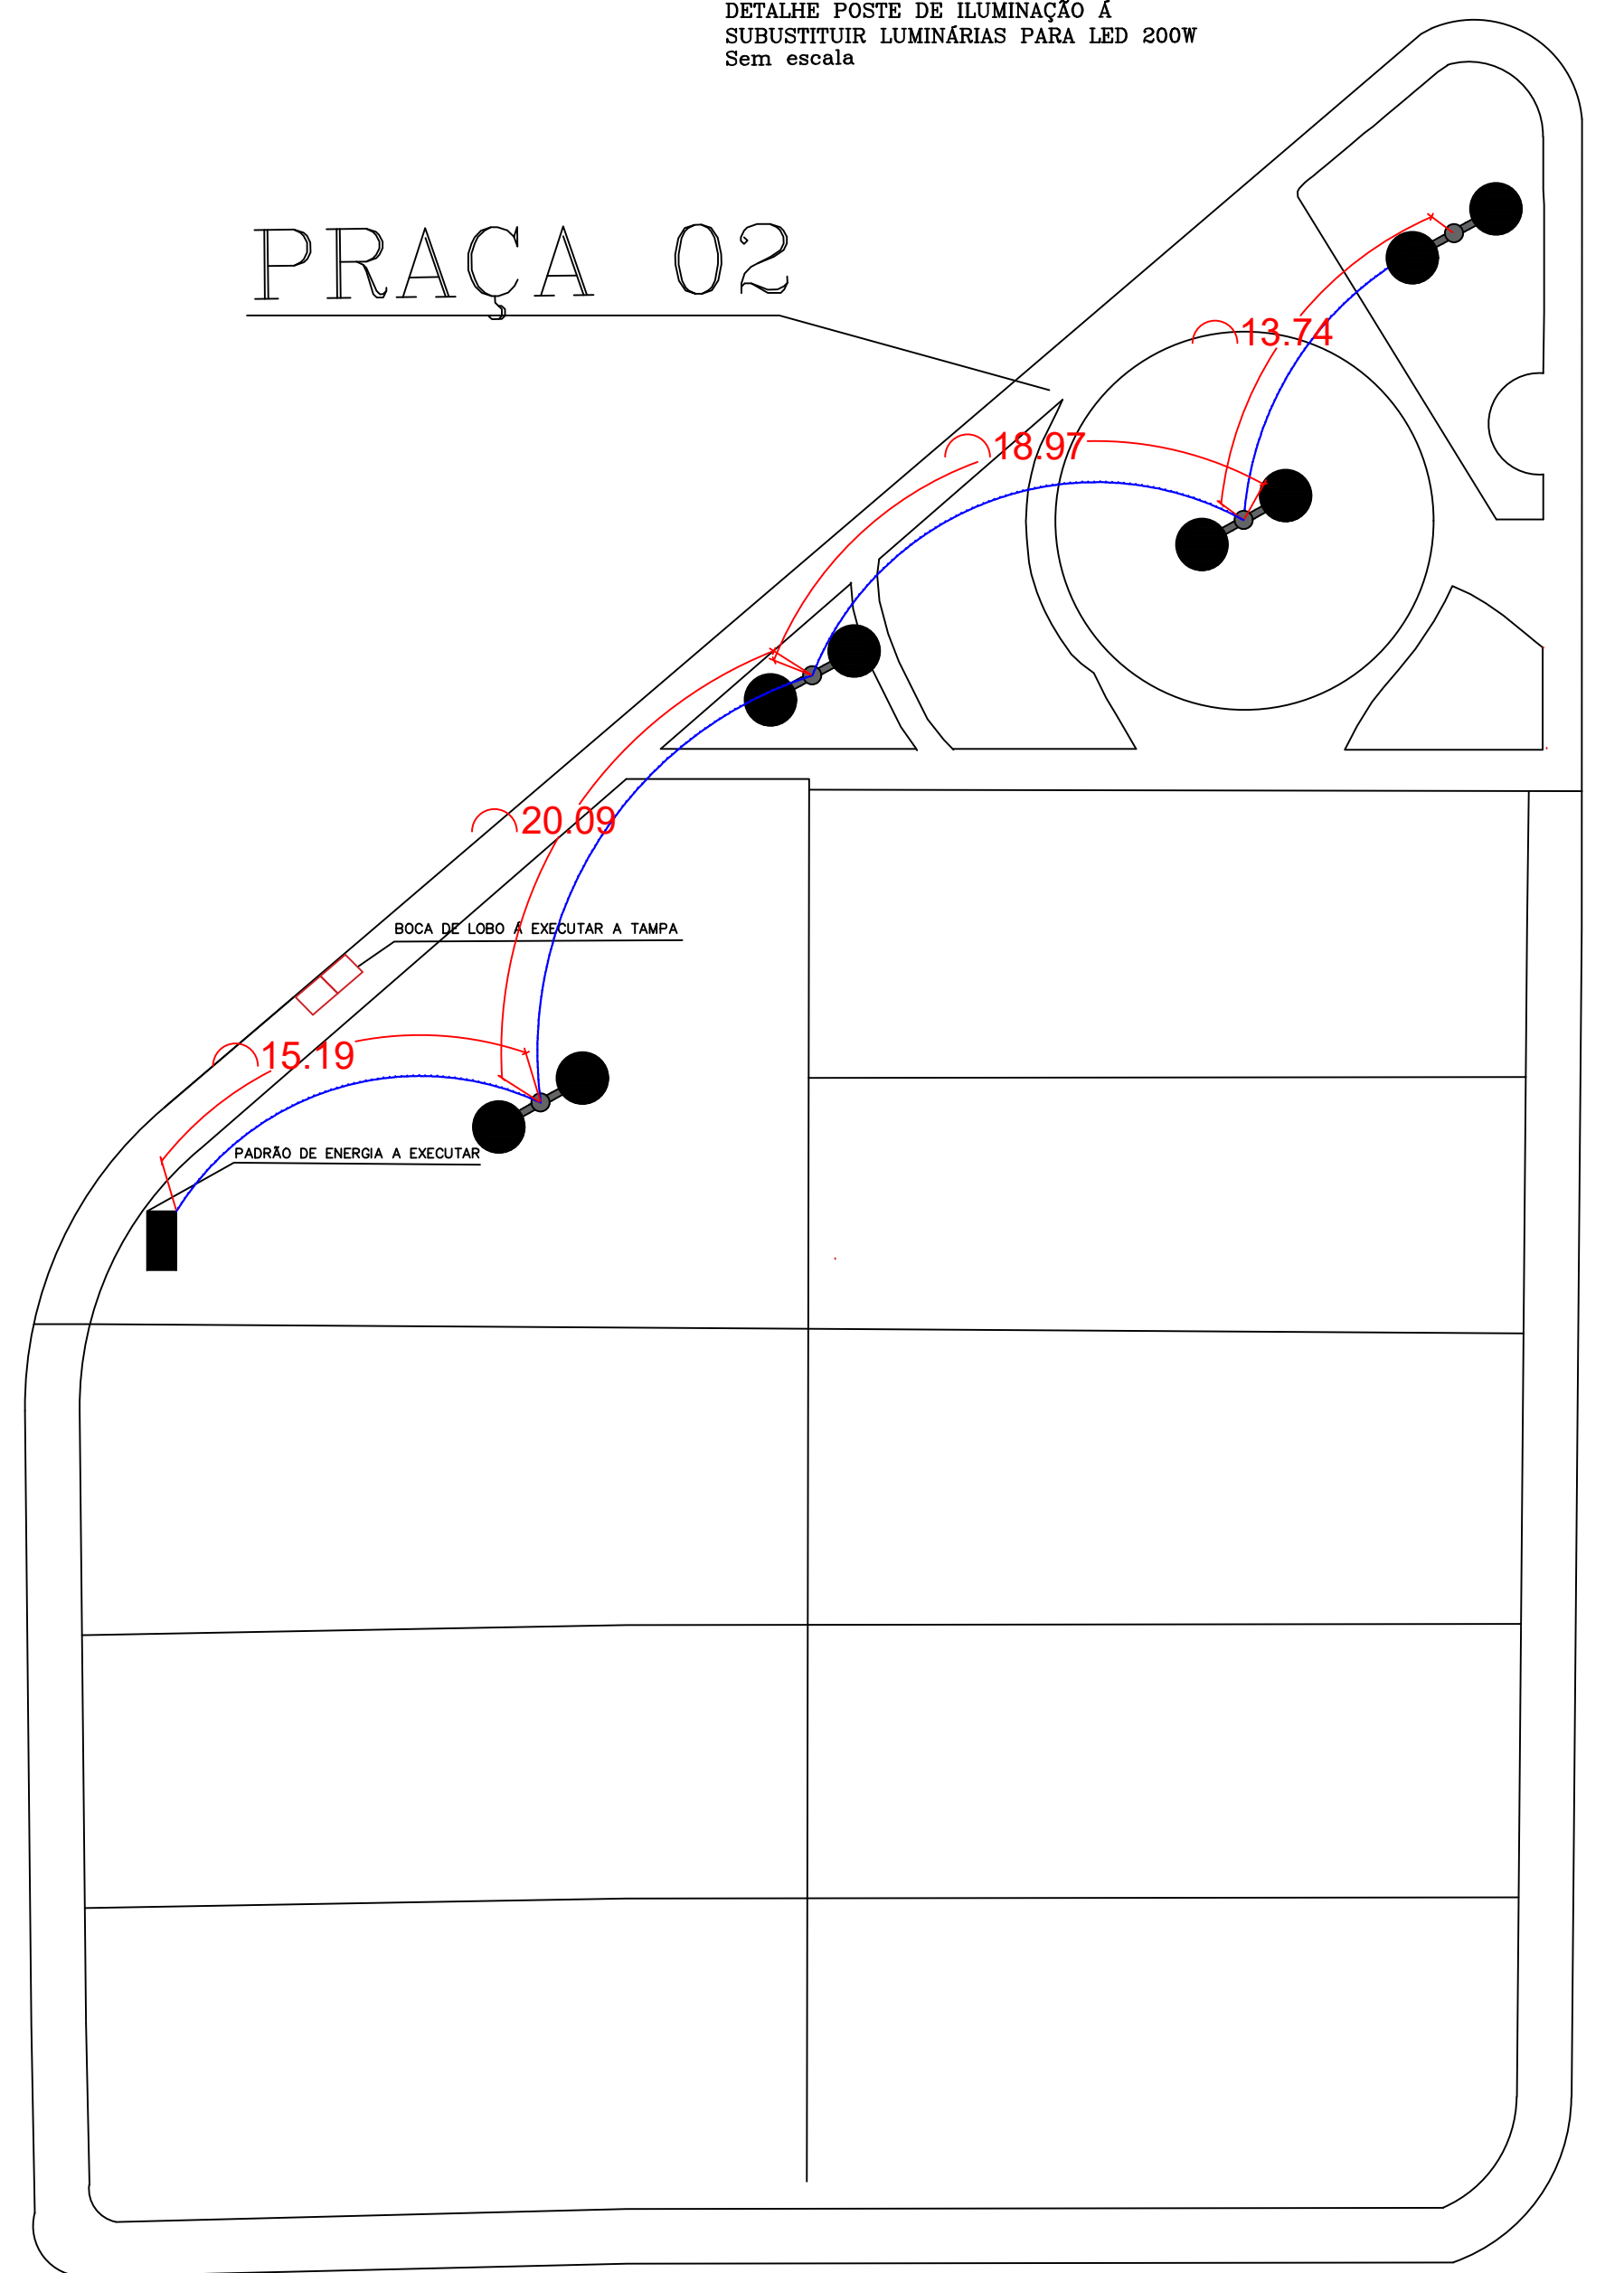 DETALHE POSTE DE ILUMINAÇÃO Á
SUBUSTITUIR LUMINÁRIAS PARA LED 200W
Sem escala
PRAÇA 02
13.74
18.97
20.09
BOCA DE LOBO Á EXECUTAR A TAMPA
15.19
PADRÃO DE ENERGIA A EXECUTAR